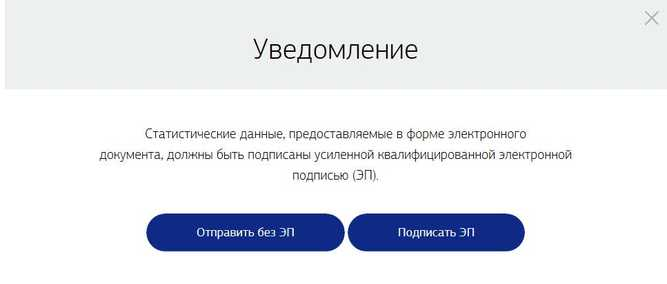 Уведомление
Статистические данные, предоставляемые в форме электронного
документа, должны быть подписаны усиленной квалифицированной электронной
подписью (ЭП).
Отправить без ЭП Подписать ЭП